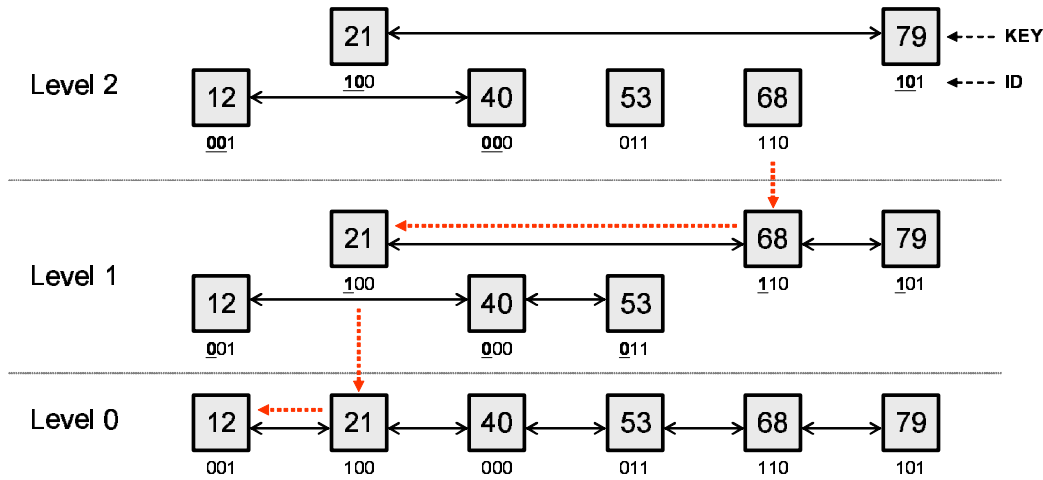 21 79 KEY
100 101 ID
Level 2 12 40 53 68
001 000 011 110
21 68 79
100 110 101
Level 1
12 40 53
001 000 011
Level 0 12 21 40 53 68 79
001 100 000 011 110 101